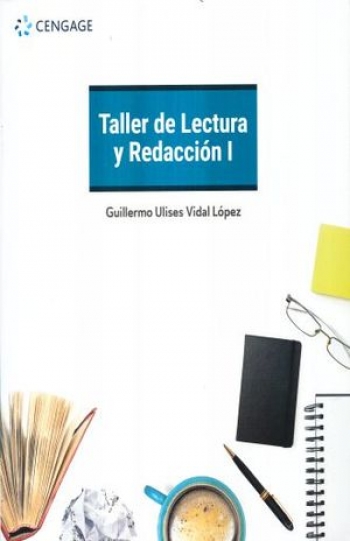 CENGAGE
Taller de Lectura
y Redacción I
Guillermo Ulises Vidal López